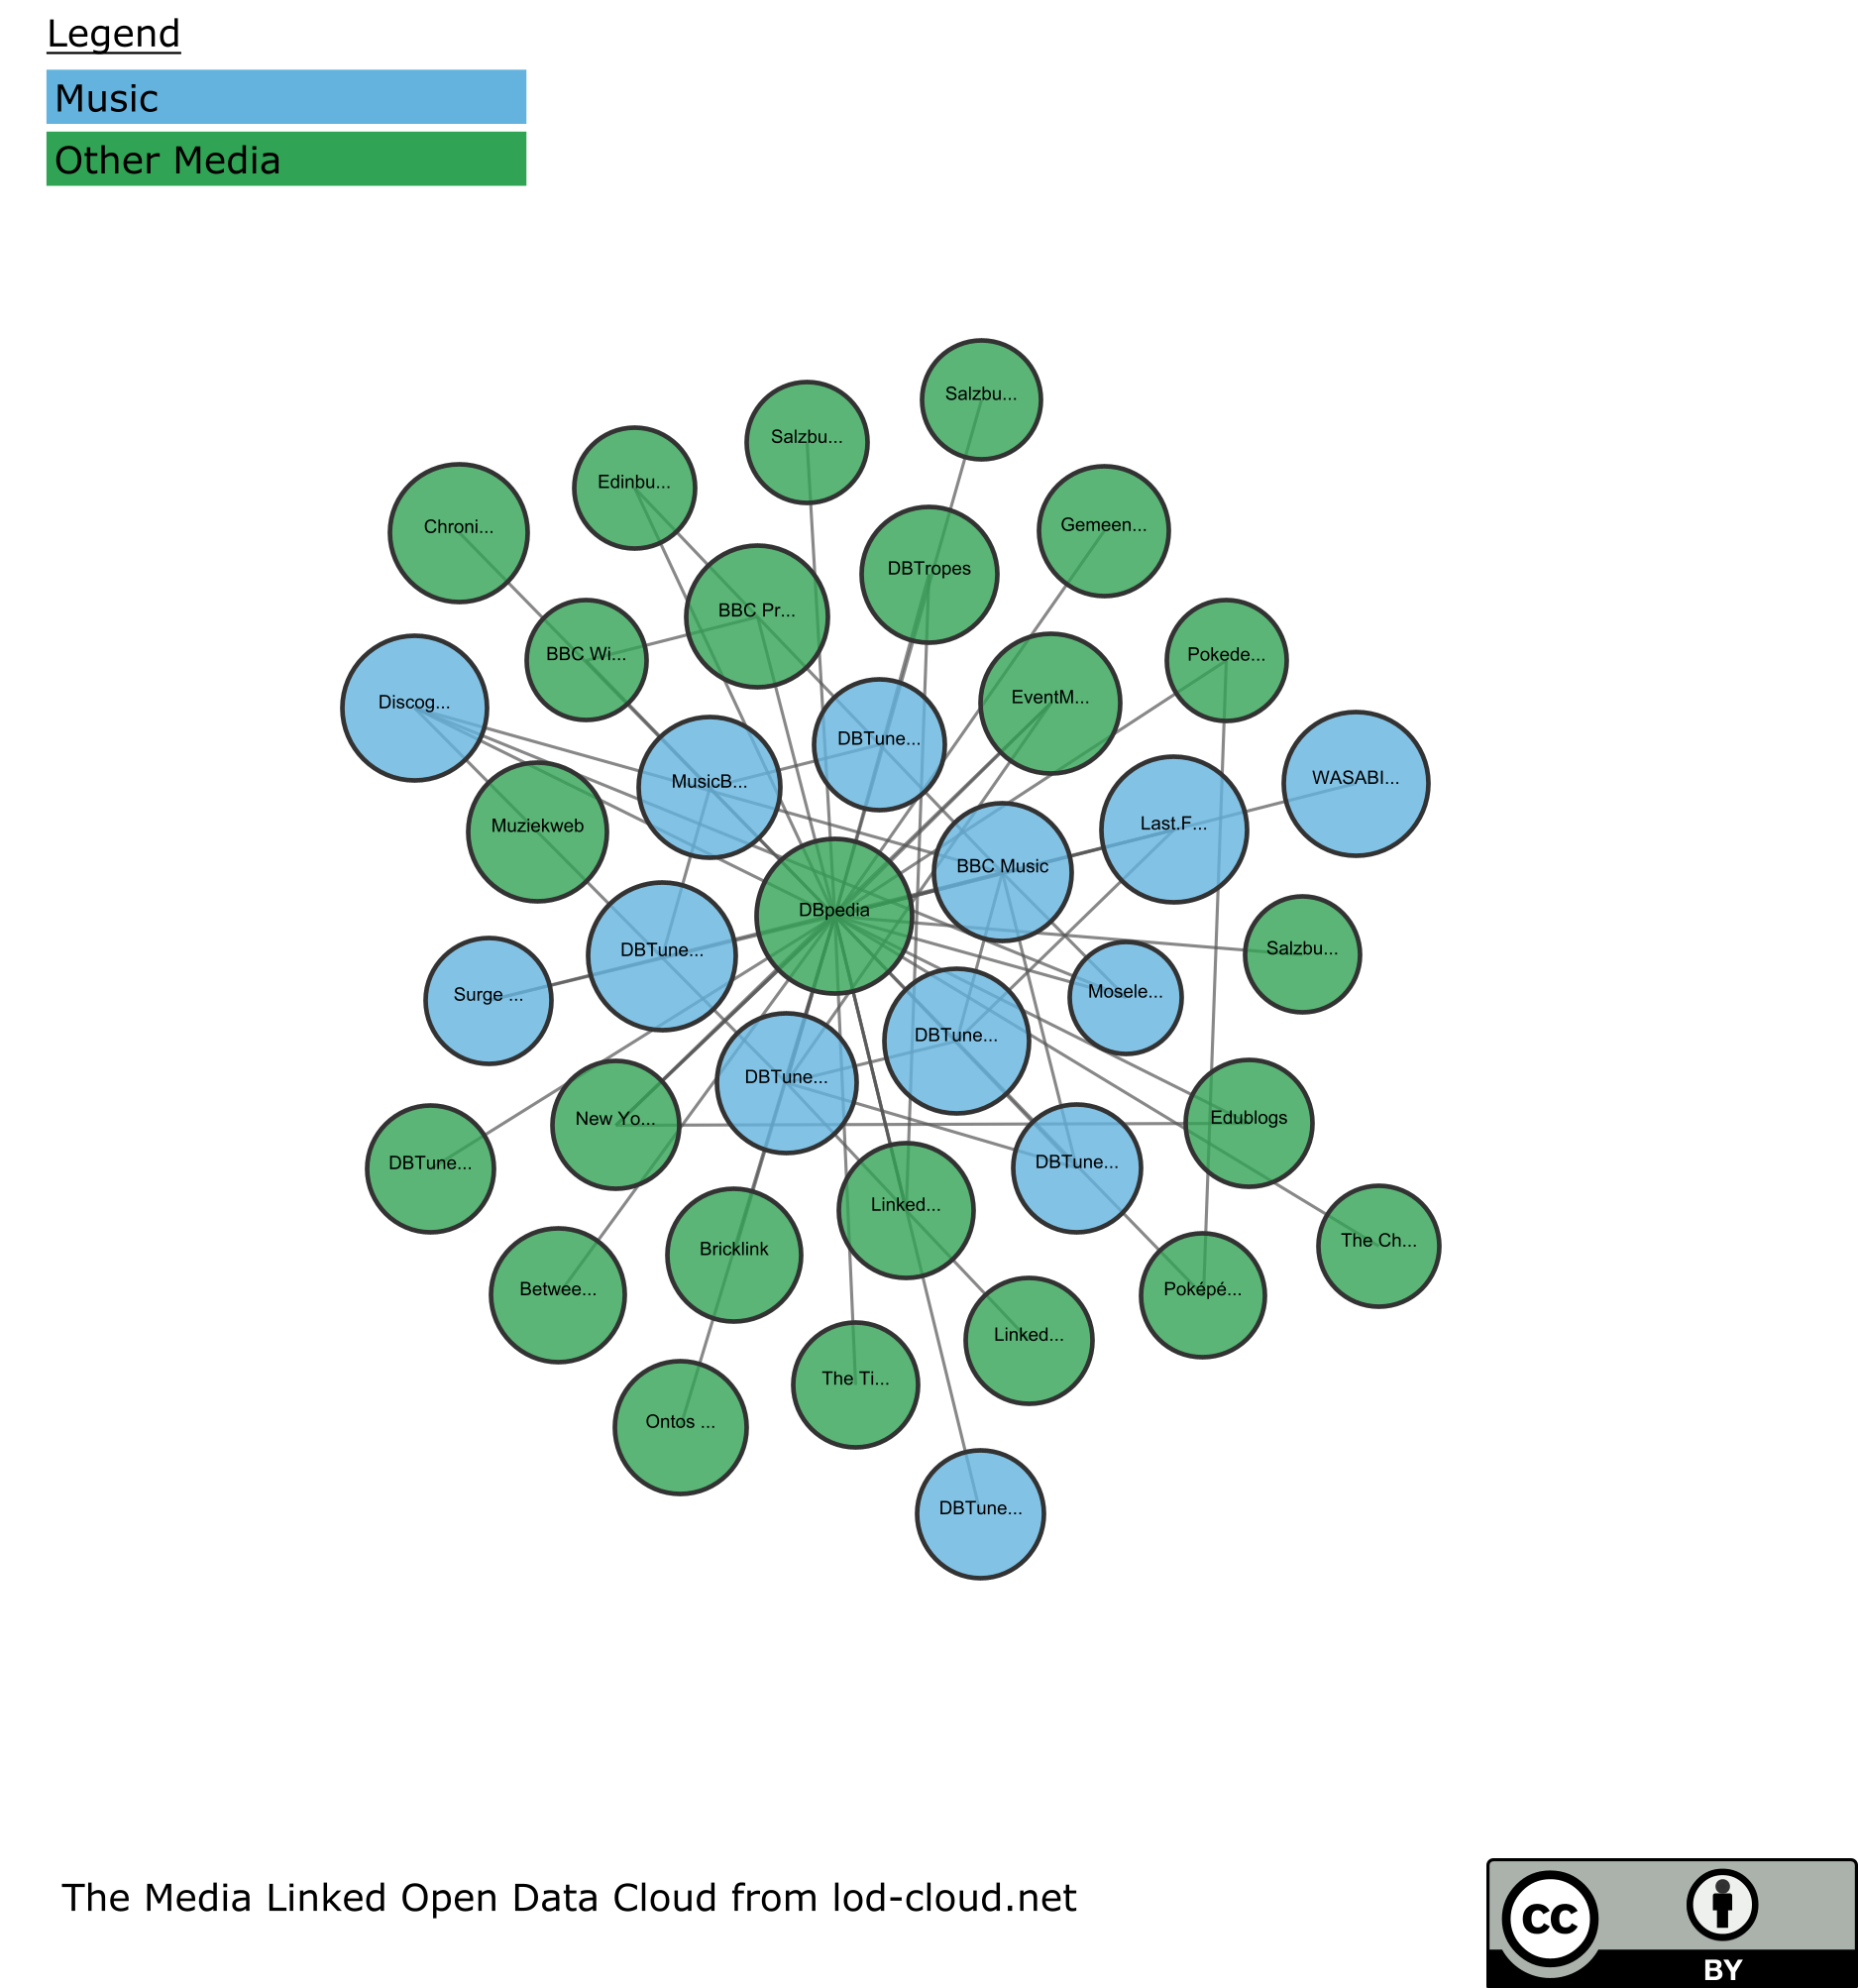 Legend
Music
Other Media
Salzbu...
Salzbu...
Edinbu...
Chroni...
Gemeen...
DBTropes
BBC Pr...
BBC Wi...
Pokede...
EventM...
Discog...
DBTune...
MusicB...
WASABI...
Last.F...
Muziekweb
BBC Music
DBpedia
DBTune...
Salzbu...
Surge ...
Mosele...
DBTune...
DBTune...
New Yo...
Edublogs
DBTune...
DBTune...
Linked...
Bricklink
The Ch...
Betwee...
Poképé...
Linked...
The Ti...
Ontos ...
DBTune...
The Media Linked Open Data Cloud from lod-cloud.net
cc
BY